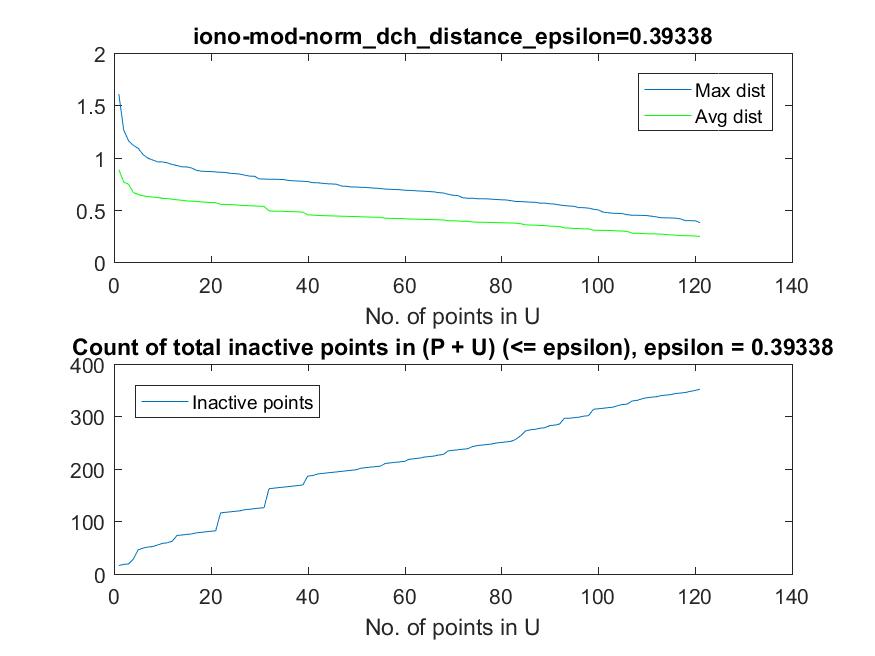 iono-mod-norm_dch_distance_epsilon=0.39338
2
1.5
1
0.5
0
Max dist
Avg dist
0 20 40 60 80 100 120 140
No. of points in U
Count of total inactive points in (P + U) (<= epsilon), epsilon = 0.39338
400
300
200
100
0
Inactive points
0 20 40 60 80 100 120 140
No. of points in U